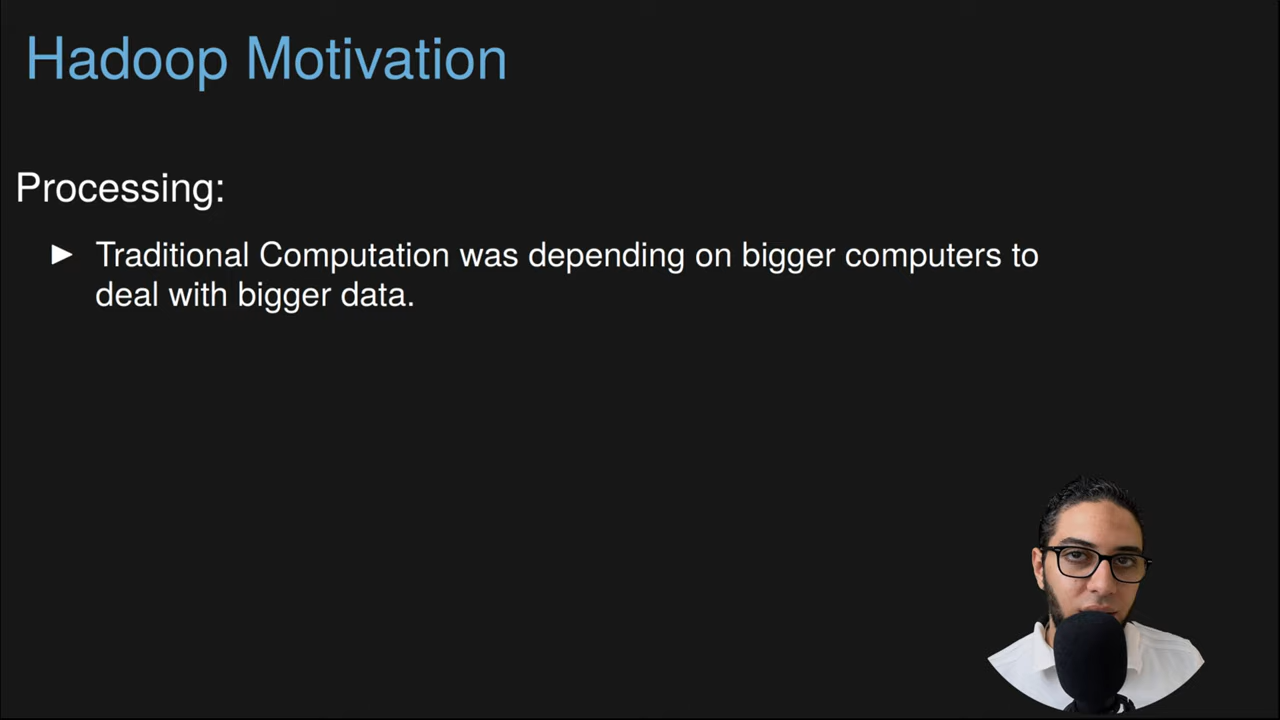 Hadoop Motivation
Processing:
► Traditional Computation was depending on bigger computers to
deal with bigger data.